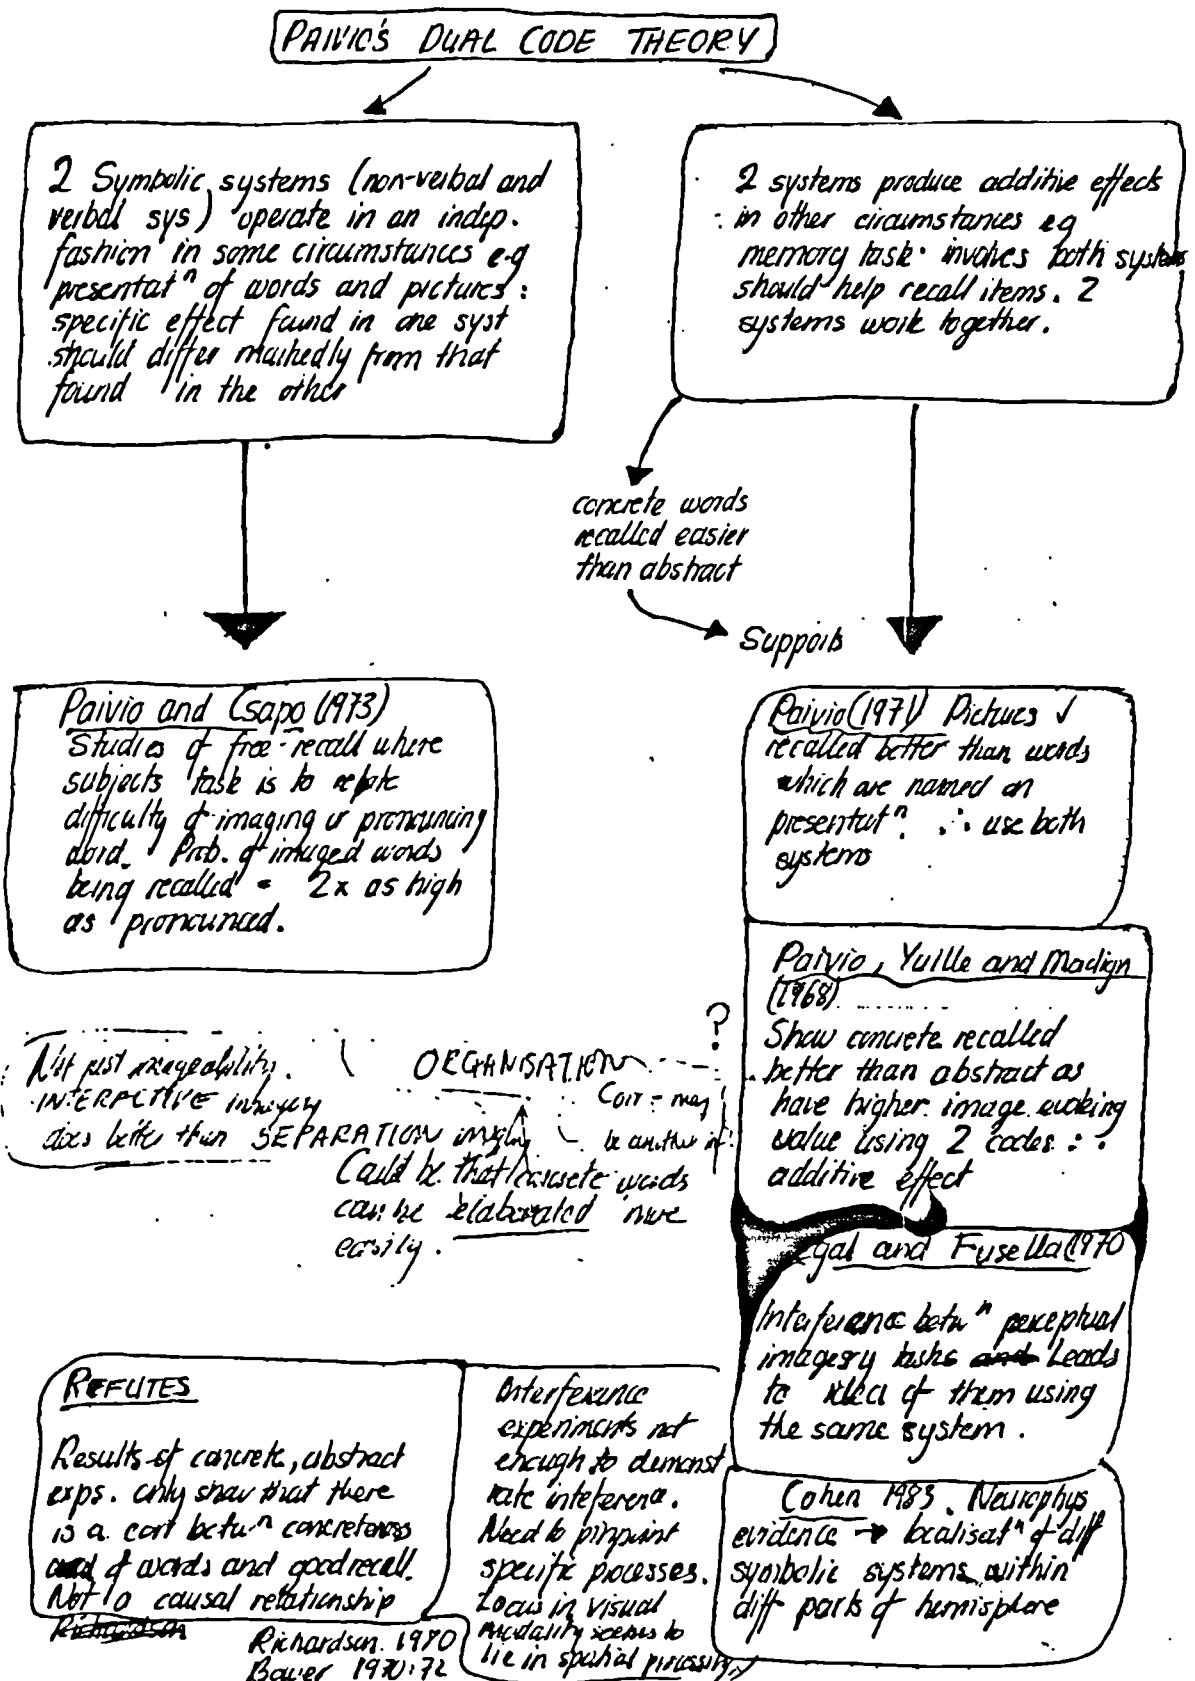 PAIVIO'S DUAL CODE THEORY
2 Symbolic systems (non-verbal and
verbal sys) operate in an indep.
fashion in some circumstances e.g
presentatⁿ of words and pictures :
specific effect found in one syst
should differ markedly from that
found in the other
2 systems produce additive effects
in other circumstances eg
memory task· involves both systems
should help recall items. 2
systems work together.
concrete words
recalled easier
than abstract
Supports
Paivio and Csapo (1973)
Studies of free-recall where
subjects task is to
difficulty of imaging or pronouncing
word. Prob. of imaged words
being recalled = 2x as high
as pronounced.
Paivio (1971) Pictures ✓
recalled better than words
which are named on
presentatⁿ. ∴ use both
systems
Paivio, Yuille and Madign
(1968)
Show concrete recalled
better than abstract as
have higher image evoking
value using 2 codes ∴
additive effect
?
Not just imageability.
INTERACTIVE imagery
does better than SEPARATION imagery
ORGANISATION
Corr = may
be another
Could be that concrete words
can be elaborated more
easily.
egal and Fusella (1970
Interference betwⁿ perceptual
imagery tasks Leads
to idea of them using
the same system.
Cohen 1983. Neurophys
evidence → localisatⁿ of diff
symbolic systems within
diff parts of hemisphere
REFUTES
Results of concrete, abstract
exps. only show that there
is a corr betwⁿ concreteness
of words and good recall.
Not a causal relationship
Richardson
Richardson. 1980
Bower 1970·72
Interference
experiments not
enough to demonst
rate inteference.
Need to pinpoint
specific processes.
Locus in visual
modality seems to
lie in spatial processing